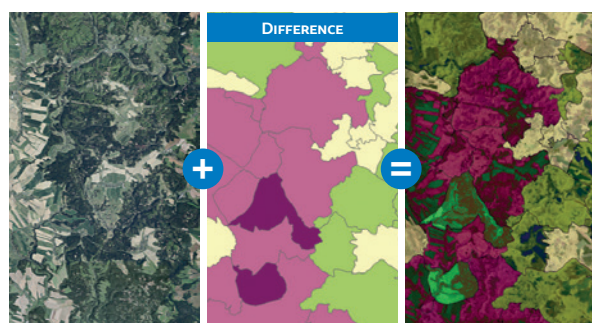 DIFFERENCE
+
=